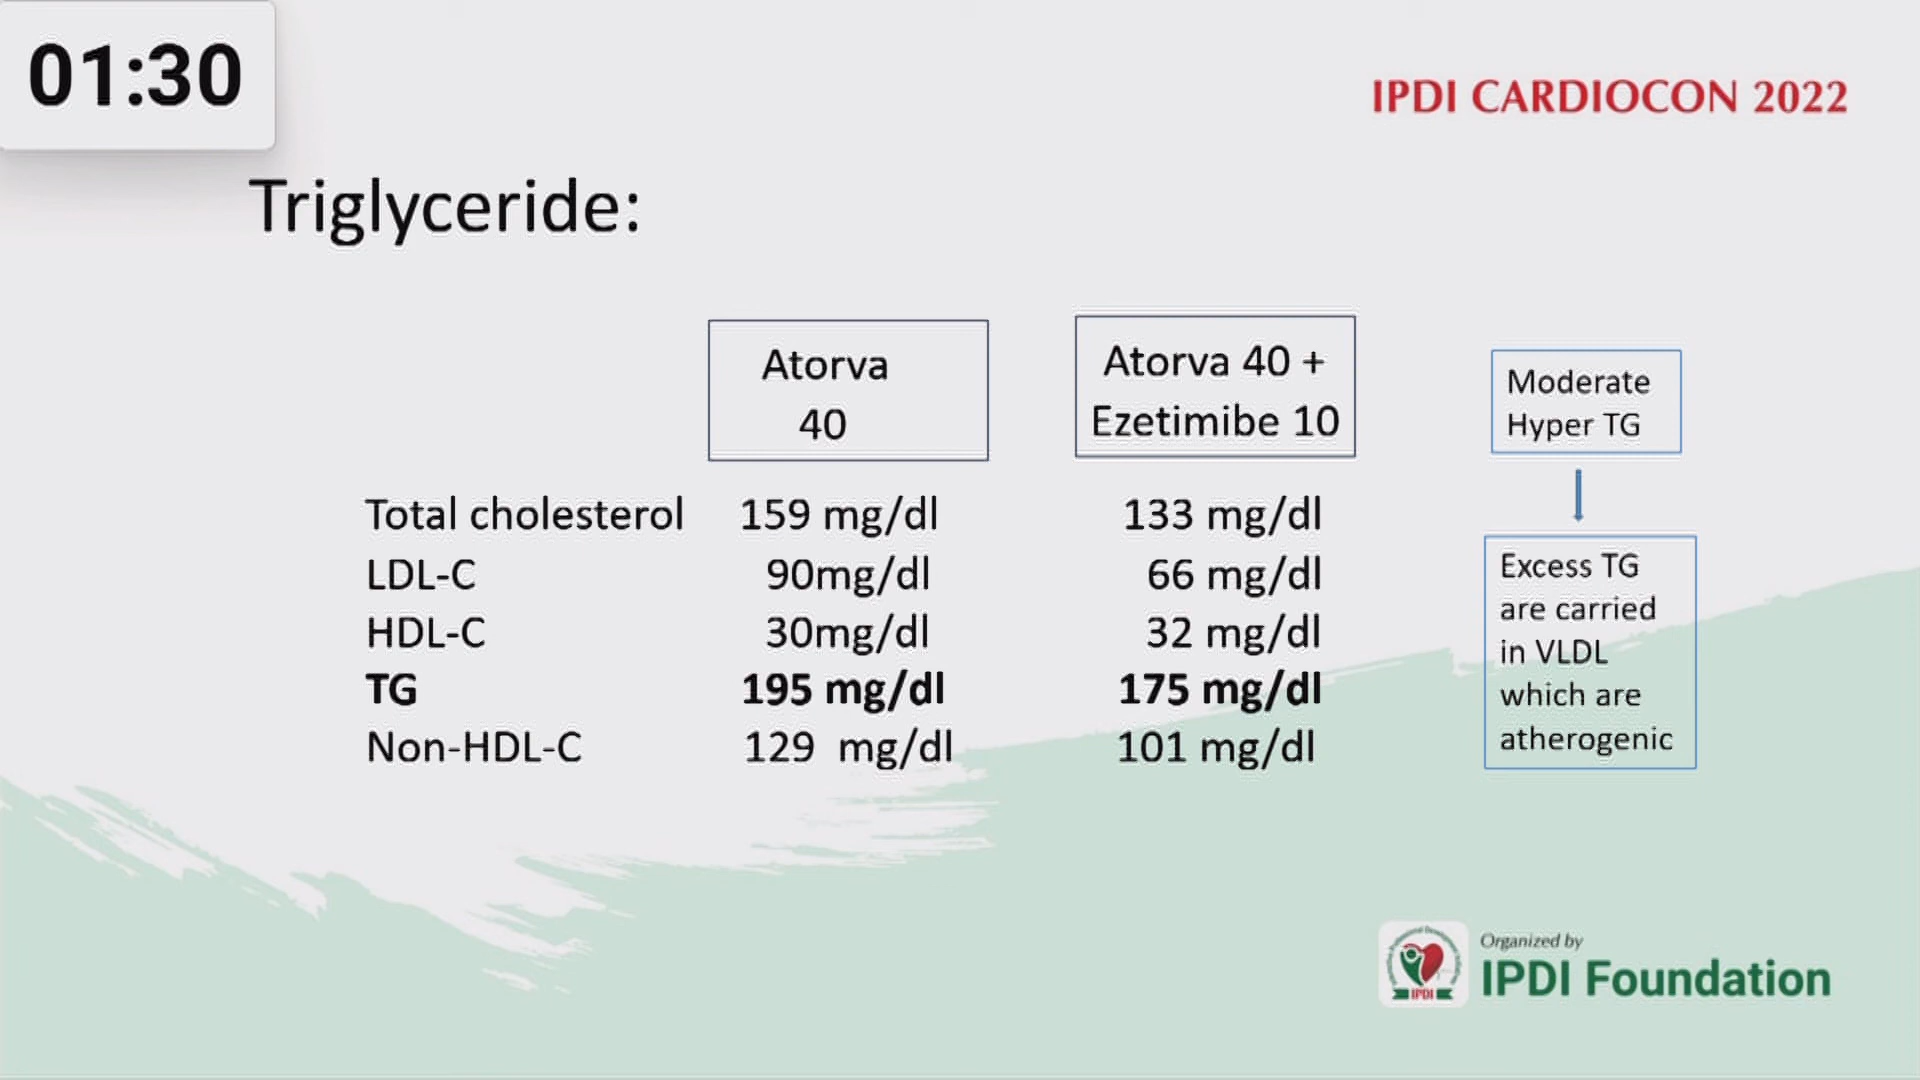 01:30
IPDI CARDIOCON 2022
Triglyceride:
Atorva
40
Atorva 40 +
Ezetimibe 10
Moderate
Hyper TG
Total cholesterol 159 mg/dl 133 mg/dl
LDL-C 90mg/dl 66 mg/dl
HDL-C 30mg/dl 32 mg/dl
TG 195 mg/dl 175 mg/dl
Non-HDL-C 129 mg/dl 101 mg/dl
Excess TG
are carried
in VLDL
which are
atherogenic
IPDI
Organized by
IPDI Foundation